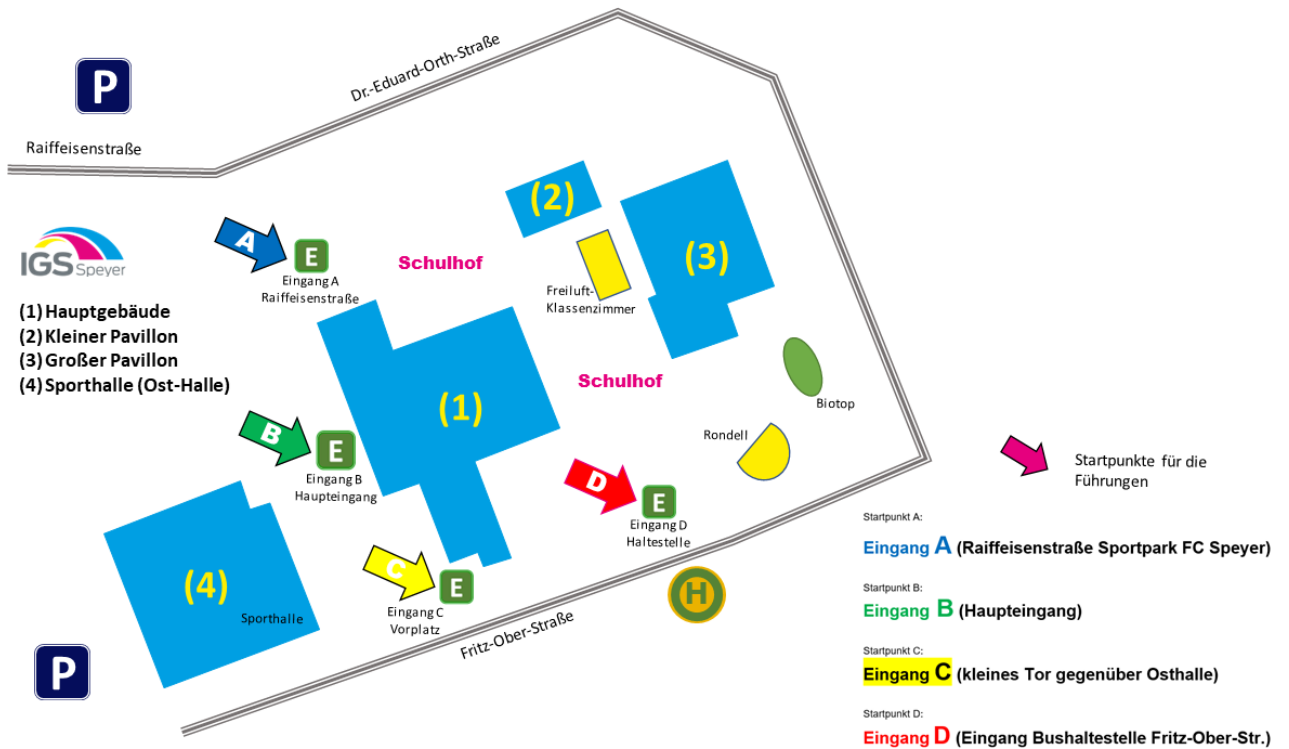 Dr.-Eduard-Orth-Straße
P
Raiffeisenstraße
IGS Speyer
(1) Hauptgebäude
(2) Kleiner Pavillon
(3) Großer Pavillon
(4) Sporthalle (Ost-Halle)
A
E
Eingang A
Raiffeisenstraße
Schulhof
(2)
(3)
Freiluft-
Klassenzimmer
Schulhof
(1)
Biotop
Rondell
B
E
Eingang B
Haupteingang
D
E
Eingang D
Haltestelle
H
C
E
Eingang C
Vorplatz
(4)
Sporthalle
Fritz-Ober-Straße
P
Startpunkte für die
Führungen
Startpunkt A:
Eingang A (Raiffeisenstraße Sportpark FC Speyer)
Startpunkt B:
Eingang B (Haupteingang)
Startpunkt C:
Eingang C (kleines Tor gegenüber Osthalle)
Startpunkt D:
Eingang D (Eingang Bushaltestelle Fritz-Ober-Str.)